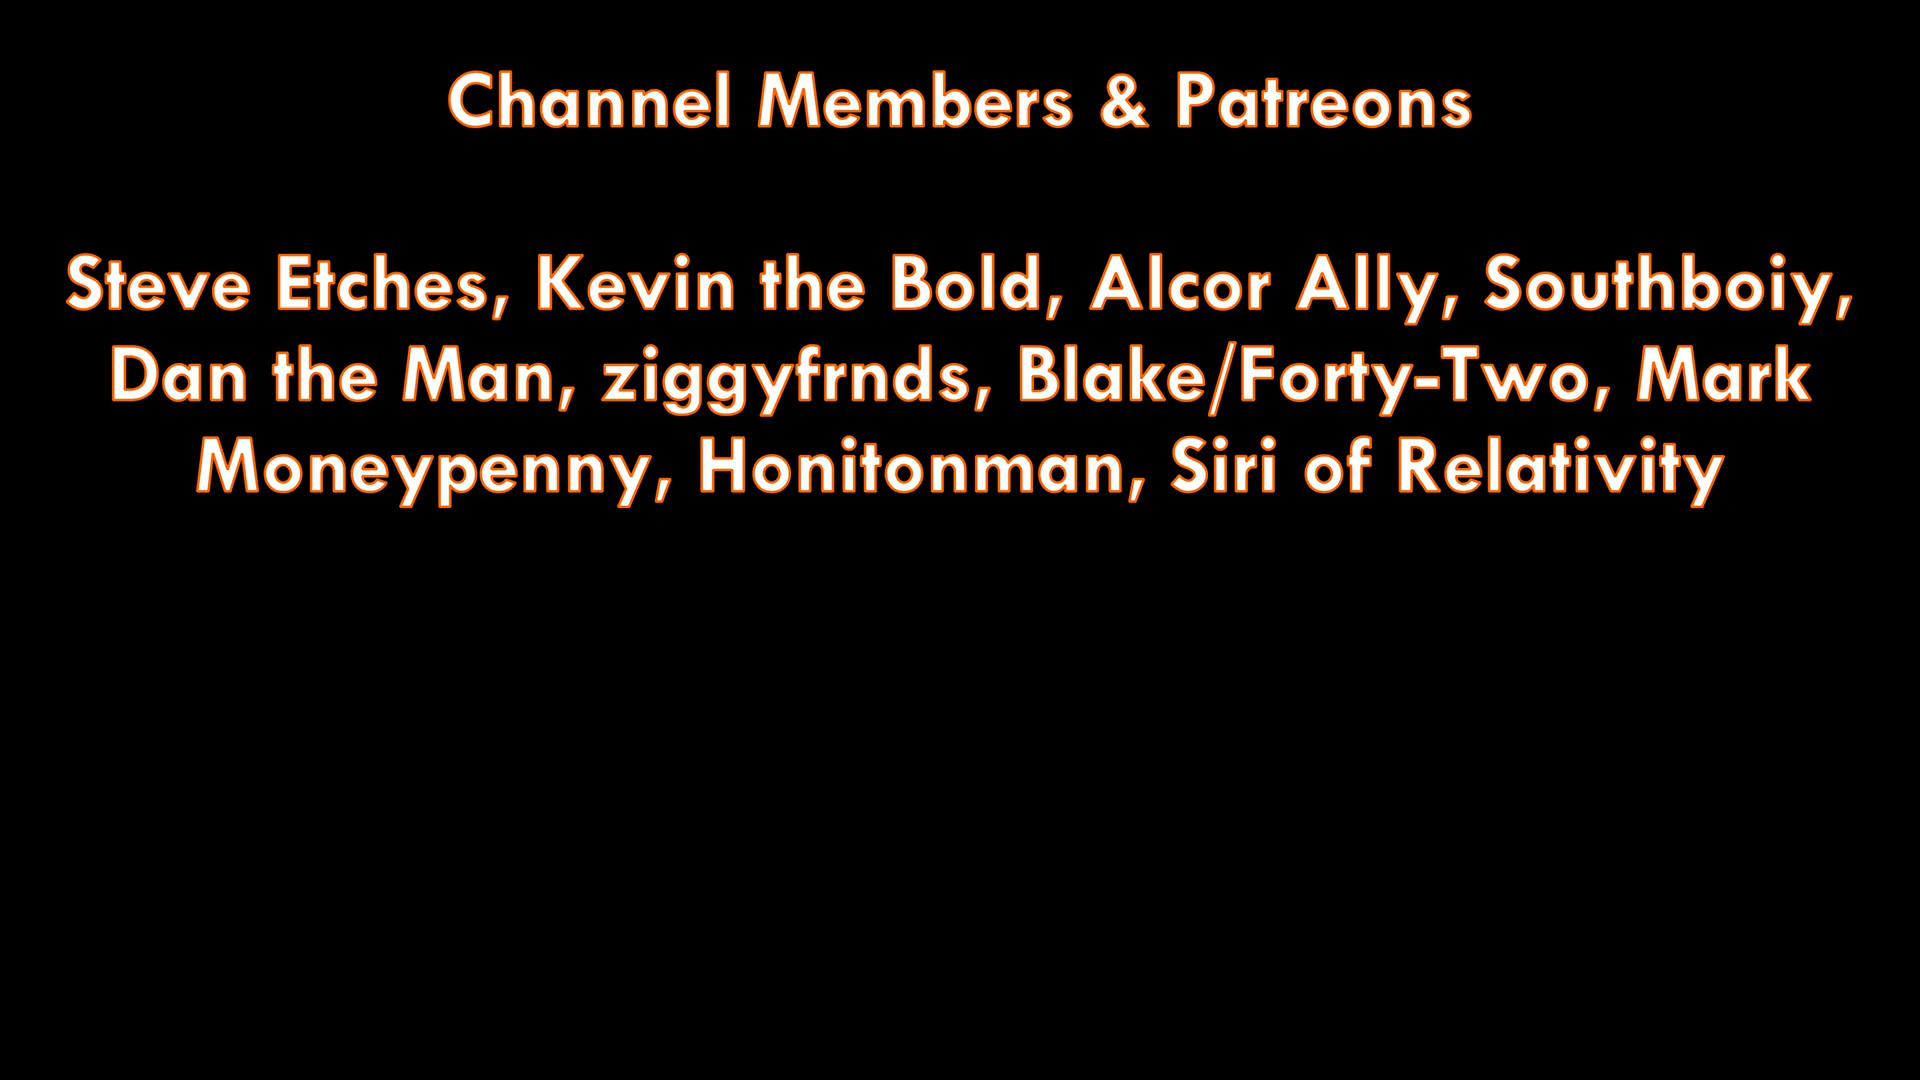 Channel Members & Patreons
Steve Etches, Kevin the Bold, Alcor Ally, Southboiy,
Dan the Man, ziggyfrnds, Blake/Forty-Two, Mark
Moneypenny, Honitonman, Siri of Relativity